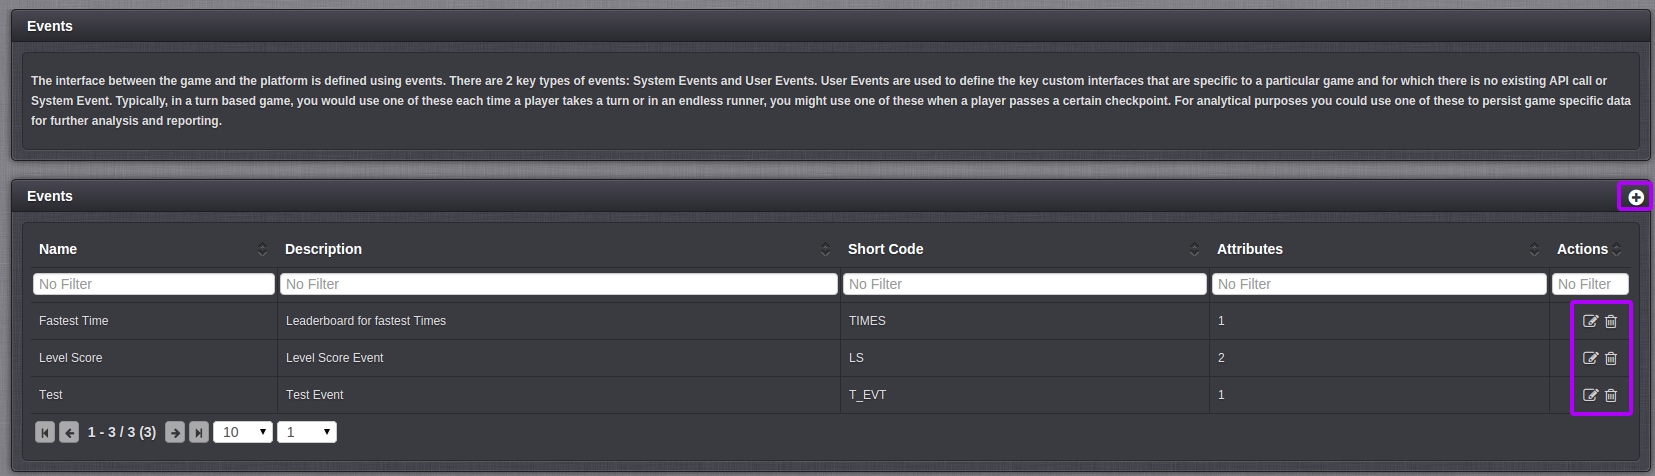 Events
The interface between the game and the platform is defined using events. There are 2 key types of events: System Events and User Events. User Events are used to define the key custom interfaces that are specific to a particular game and for which there is no existing API call or
System Event. Typically, in a turn based game, you would use one of these each time a player takes a turn or in an endless runner, you might use one of these when a player passes a certain checkpoint. For analytical purposes you could use one of these to persist game specific data
for further analysis and reporting.
Events
Name Description Short Code Attributes Actions
No Filter No Filter No Filter No Filter No Filter
Fastest Time Leaderboard for fastest Times TIMES 1
Level Score Level Score Event LS 2
Test Test Event T_EVT 1
1 - 3 / 3 (3) 10 1